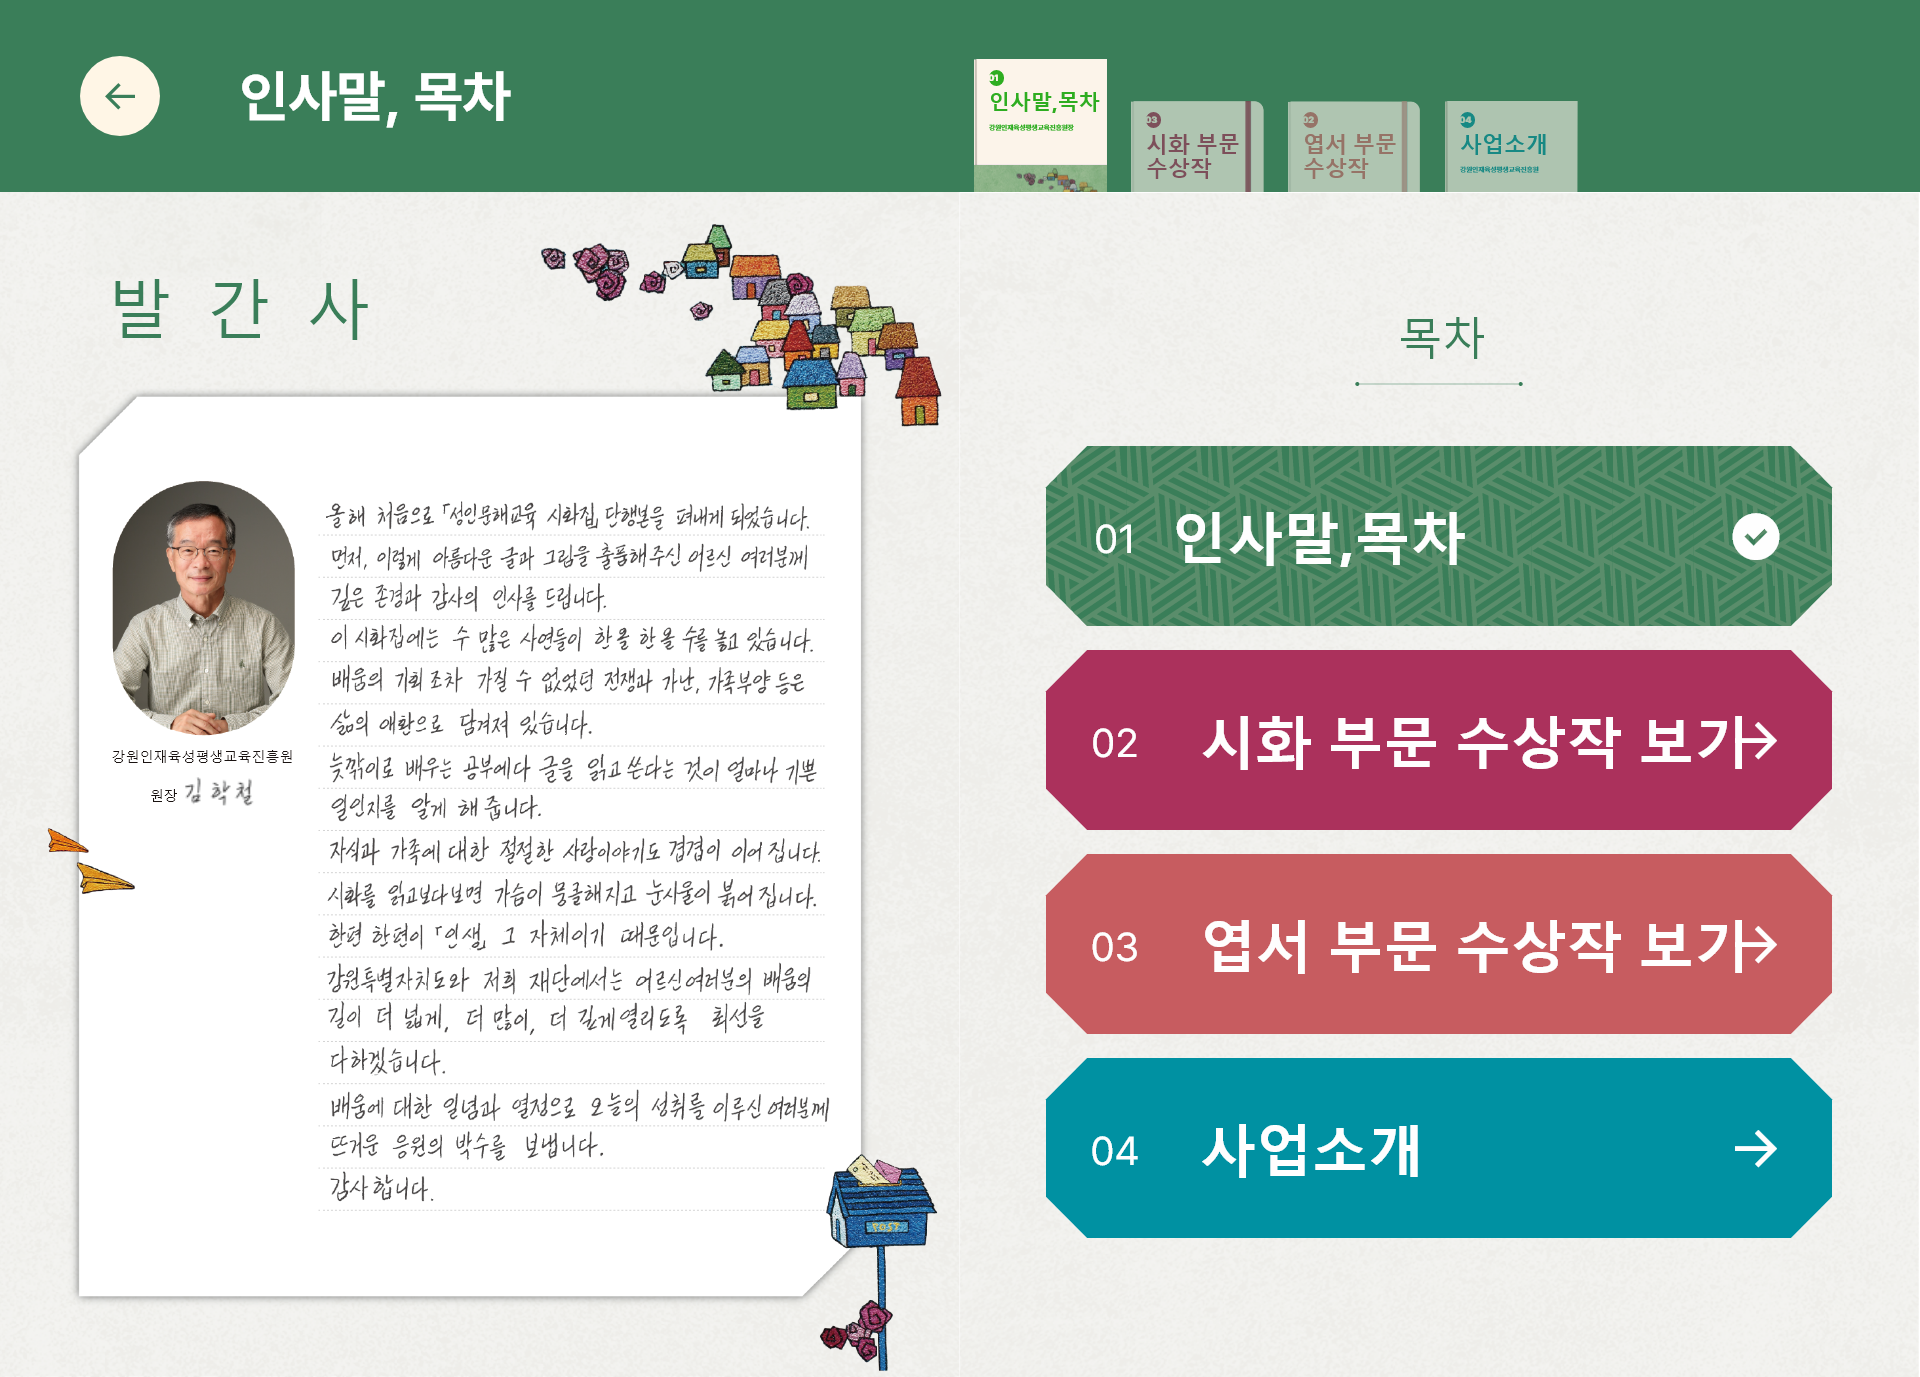 인사말, 목차
01
인사말,목차
강원인재육성평생교육진흥원장
03
시화 부문
수상작
02
엽서 부문
수상작
04
사업소개
강원인재육성평생교육진흥원
발 간 사
강원인재육성평생교육진흥원
원장 김학철
올해 처음으로 「성인문해교육 시화집」 단행본을 펴내게 되었습니다.
먼저, 이렇게 아름다운 글과 그림을 출품해주신 어르신 여러분께
깊은 존경과 감사의 인사를 드립니다.
이 시화집에는 수 많은 사연들이 한올 한올 수를 놓고 있습니다.
배움의 기회조차 가질 수 없었던 전쟁과 가난, 가족부양 등은
삶의 애환으로 담겨져 있습니다.
늦깎이로 배우는 공부에다 글을 읽고 쓴다는 것이 얼마나 기쁜
일인지를 알게 해 줍니다.
자식과 가족에 대한 절절한 사랑이야기도 겹겹이 이어집니다.
시화를 읽고보다보면 가슴이 뭉클해지고 눈시울이 붉어집니다.
한편 한편이 「인생」 그 자체이기 때문입니다.
강원특별자치도와 저희 재단에서는 어르신여러분의 배움의
길이 더 넓게, 더 많이, 더 깊게 열리도록 최선을
다하겠습니다.
배움에 대한 일념과 열정으로 오늘의 성취를 이루신 여러분께
뜨거운 응원의 박수를 보냅니다.
감사합니다.
POST
목차
01 인사말,목차
02 시화 부문 수상작 보기
03 엽서 부문 수상작 보기
04 사업소개